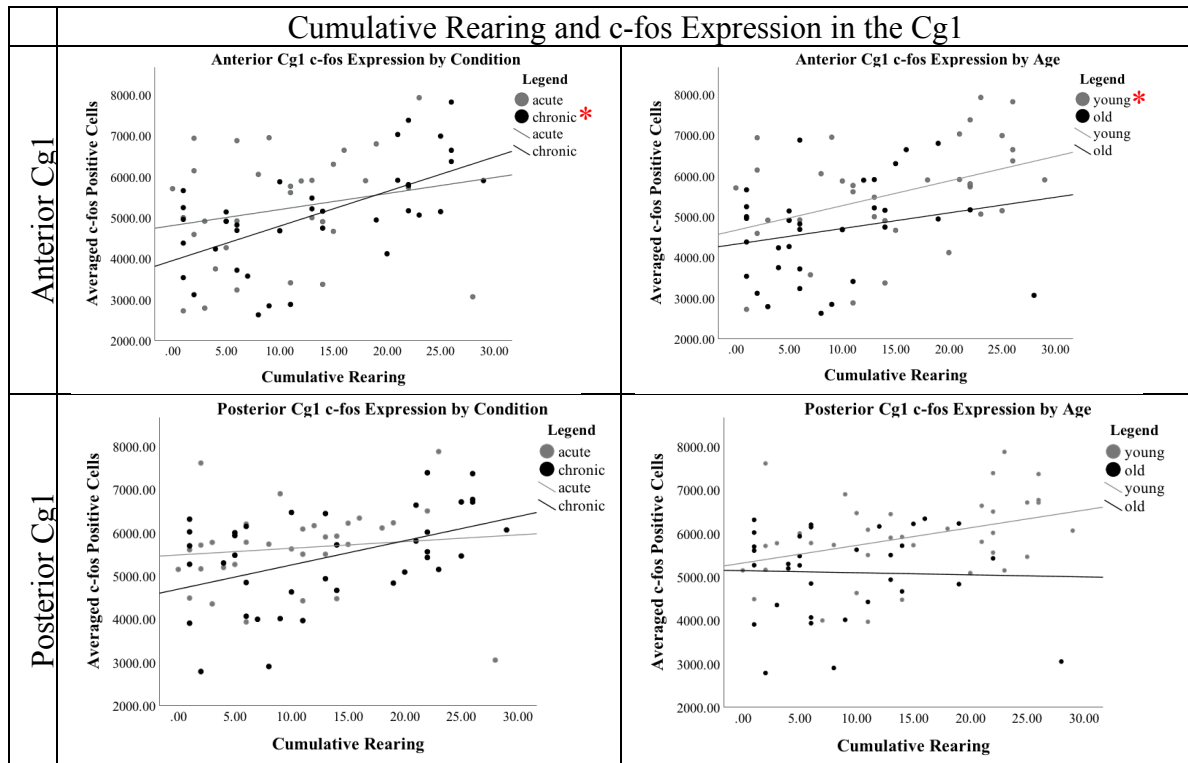 Cumulative Rearing and c-fos Expression in the Cg1
Anterior Cg1
Anterior Cg1 c-fos Expression by Condition
Legend
acute
chronic *
acute
chronic
Averaged c-fos Positive Cells
8000.00
7000.00
6000.00
5000.00
4000.00
3000.00
2000.00
.00 5.00 10.00 15.00 20.00 25.00 30.00
Cumulative Rearing
Anterior Cg1 c-fos Expression by Age
Legend
young *
old
young
old
Averaged c-fos Positive Cells
8000.00
7000.00
6000.00
5000.00
4000.00
3000.00
2000.00
.00 5.00 10.00 15.00 20.00 25.00 30.00
Cumulative Rearing
Posterior Cg1
Posterior Cg1 c-fos Expression by Condition
Legend
acute
chronic
acute
chronic
Averaged c-fos Positive Cells
8000.00
7000.00
6000.00
5000.00
4000.00
3000.00
2000.00
.00 5.00 10.00 15.00 20.00 25.00 30.00
Cumulative Rearing
Posterior Cg1 c-fos Expression by Age
Legend
young
old
young
old
Averaged c-fos Positive Cells
8000.00
7000.00
6000.00
5000.00
4000.00
3000.00
2000.00
.00 5.00 10.00 15.00 20.00 25.00 30.00
Cumulative Rearing